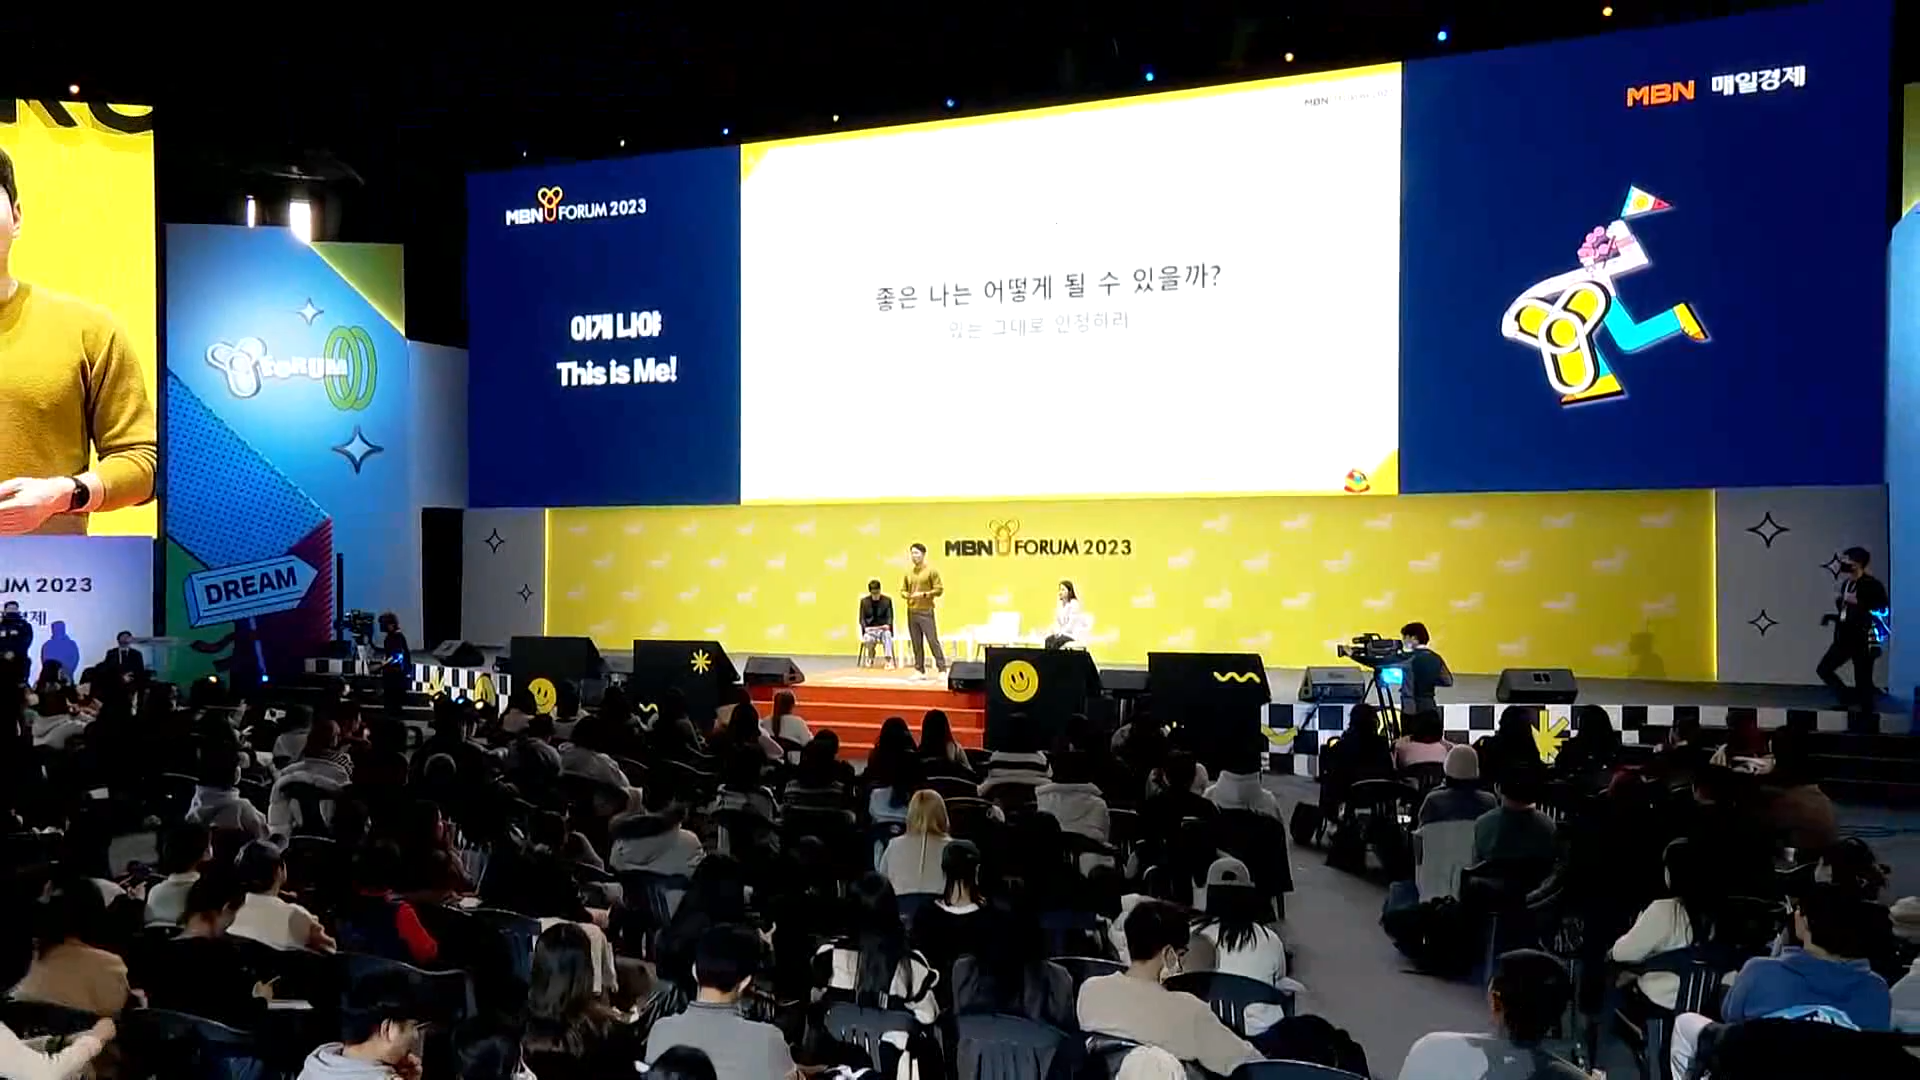 MBN 매일경제
MBN FORUM 2023
이게 나야
This is Me!
좋은 나는 어떻게 될 수 있을까?
있는 그대로 인정하라
FORUM
MBN FORUM 2023
DREAM
UM 2023